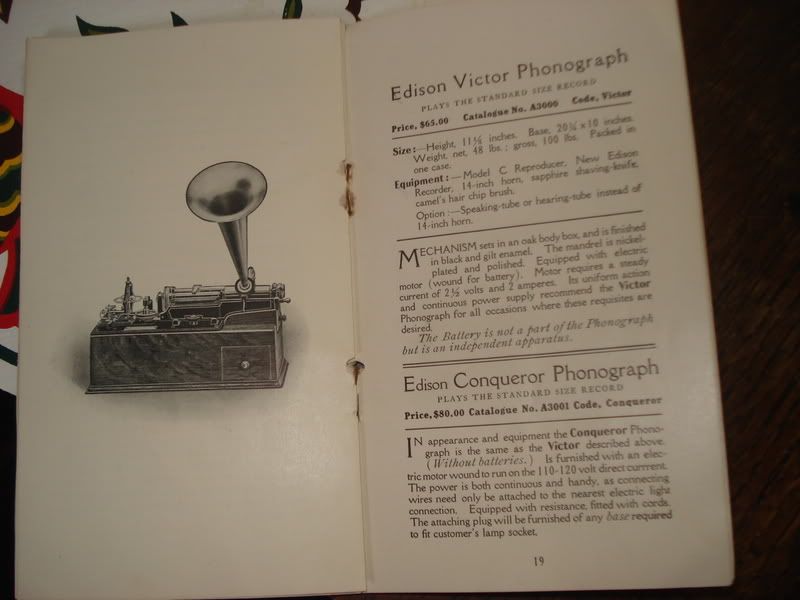 Edison Victor Phonograph
PLAYS THE STANDARD SIZE RECORD
Price, $65.00 Catalogue No. A3000 Code, Victor
Size:—Height, 11½ inches. Base, 20¾ x 10 inches.
Weight, net, 48 lbs.; gross, 100 lbs. Packed in
one case.
Equipment:—Model C Reproducer, New Edison
Recorder, 14-inch horn, sapphire shaving-knife,
camel's hair chip brush.
Option:—Speaking-tube or hearing-tube instead of
14-inch horn.
MECHANISM sets in an oak body box, and is finished
in black and gilt enamel. The mandrel is nickel-
plated and polished. Equipped with electric
motor (wound for battery). Motor requires a steady
current of 2½ volts and 2 amperes. Its uniform action
and continuous power supply recommend the Victor
Phonograph for all occasions where these requisites are
desired.
The Battery is not a part of the Phonograph
but is an independent apparatus.
Edison Conqueror Phonograph
PLAYS THE STANDARD SIZE RECORD
Price, $80.00 Catalogue No. A3001 Code, Conqueror
IN appearance and equipment the Conqueror Phono-
graph is the same as the Victor described above.
(Without batteries.) Is furnished with an elec-
tric motor wound to run on the 110-120 volt direct currrent.
The power is both continuous and handy, as connecting
wires need only be attached to the nearest electric light
connection. Equipped with resistance, fitted with cords.
The attaching plug will be furnished of any base required
to fit customer's lamp socket.
19